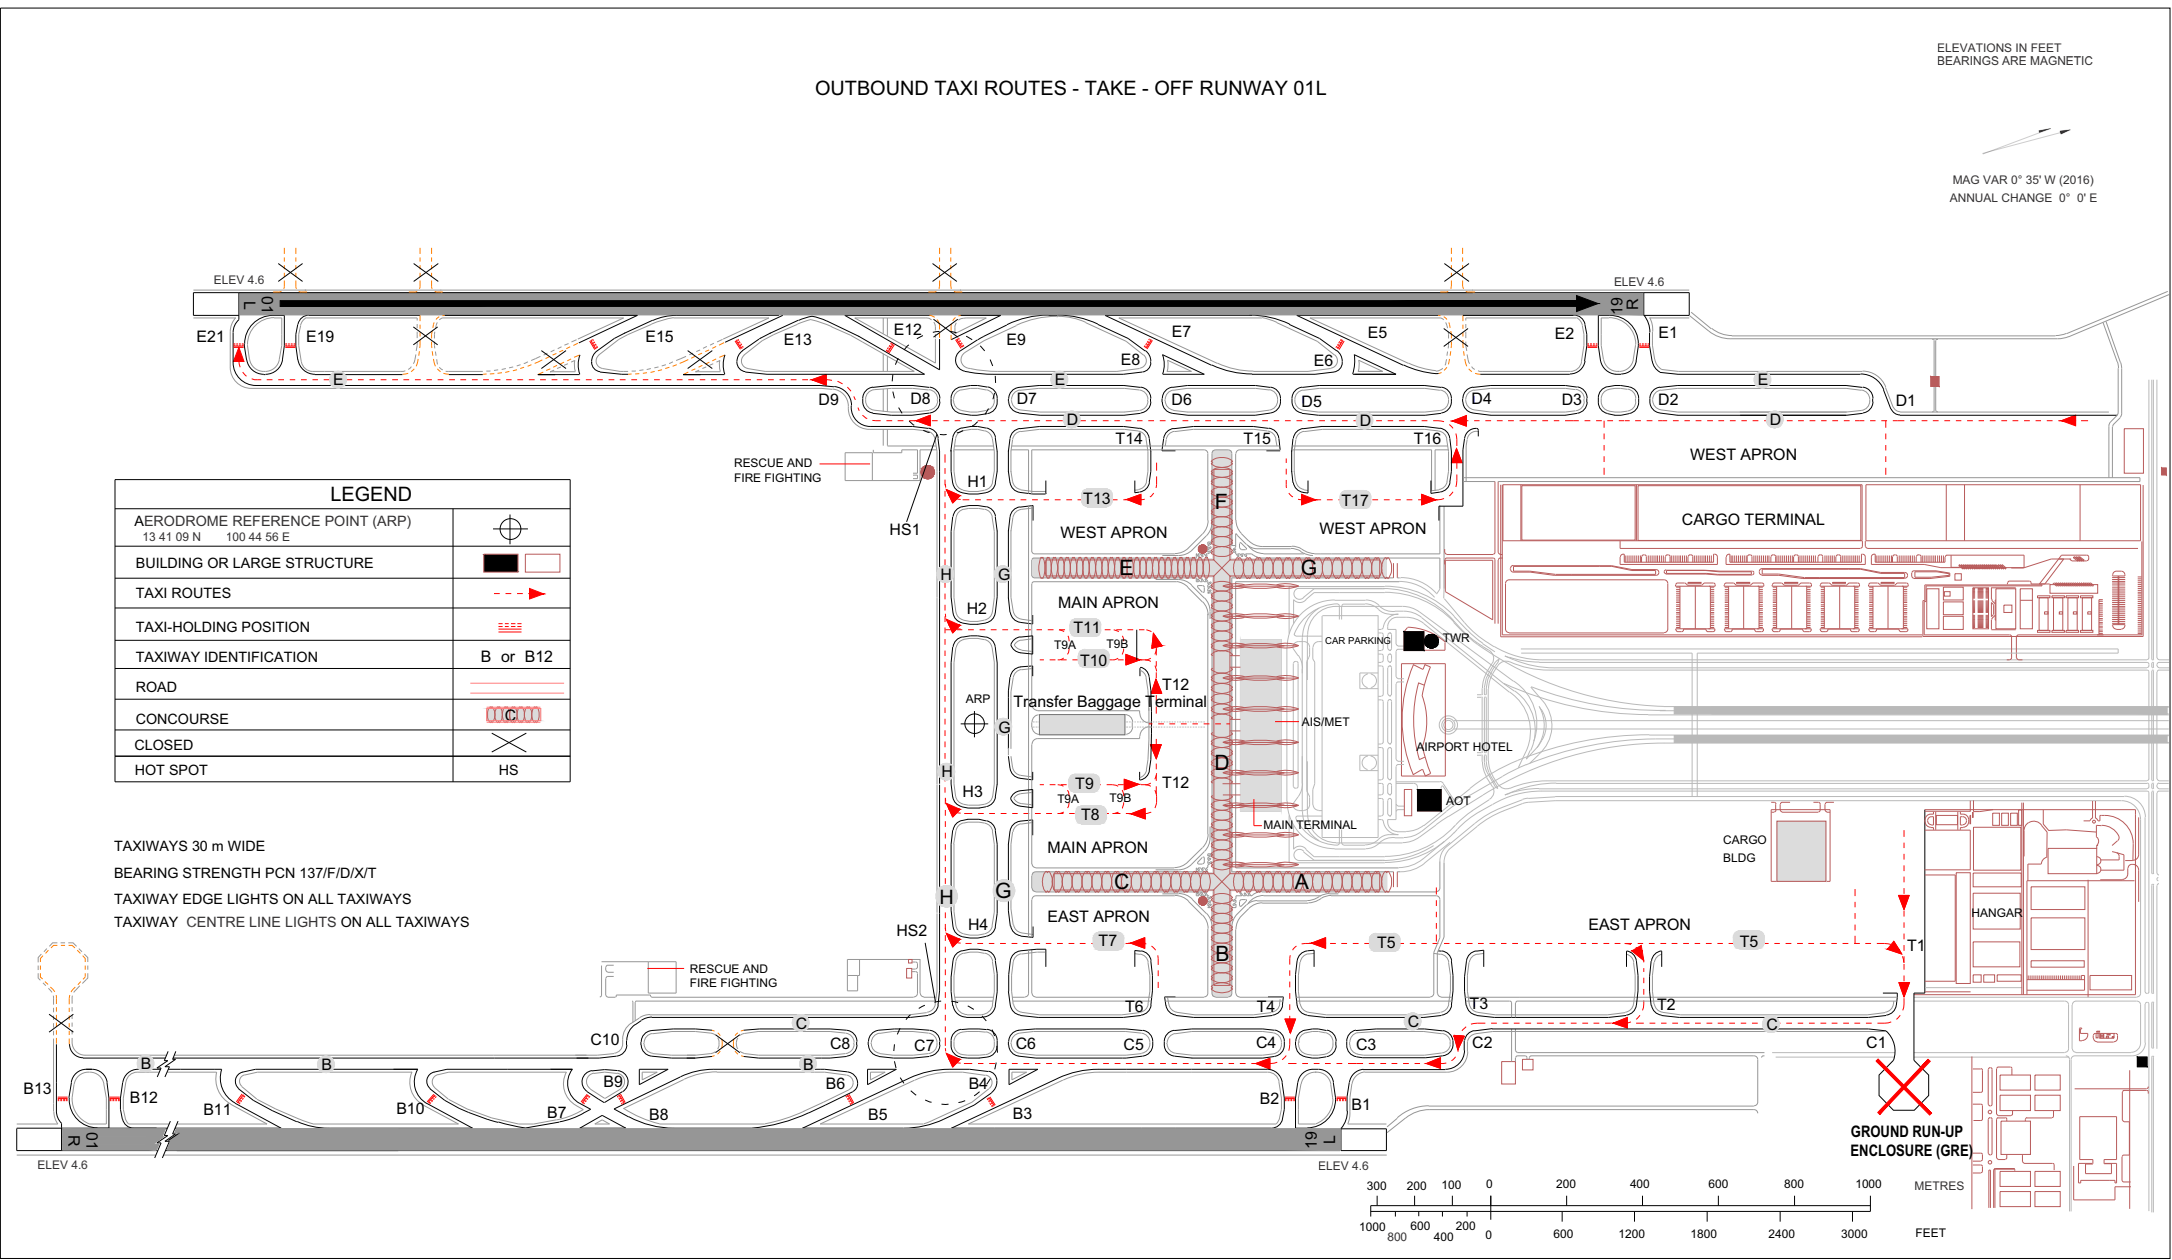 ELEVATIONS IN FEET
BEARINGS ARE MAGNETIC
OUTBOUND TAXI ROUTES - TAKE - OFF RUNWAY 01L
MAG VAR 0° 35' W (2016)
ANNUAL CHANGE 0° 0' E
ELEV 4.6
ELEV 4.6
01 L
19 R
E21
E19
E15
E13
E12
E9
E7
E8
E5
E6
E2
E1
E
E
E
D9
D8
D7
D6
D5
D4
D3
D2
D1
D
D
D
T14
T15
T16
WEST APRON
RESCUE AND
FIRE FIGHTING
H1
T13
F
T17
HS1
WEST APRON
WEST APRON
CARGO TERMINAL
LEGEND
AERODROME REFERENCE POINT (ARP)
13 41 09 N 100 44 56 E
BUILDING OR LARGE STRUCTURE
TAXI ROUTES
TAXI-HOLDING POSITION
TAXIWAY IDENTIFICATION
B or B12
ROAD
CONCOURSE
C
CLOSED
HOT SPOT
HS
H
G
E
G
H2
MAIN APRON
T11
T9A
T9B
T10
CAR PARKING
TWR
T12
ARP
Transfer Baggage Terminal
G
AIS/MET
AIRPORT HOTEL
H
D
T9
T12
H3
T9A
T9B
T8
AOT
MAIN TERMINAL
MAIN APRON
CARGO
BLDG
TAXIWAYS 30 m WIDE
BEARING STRENGTH PCN 137/F/D/X/T
TAXIWAY EDGE LIGHTS ON ALL TAXIWAYS
TAXIWAY CENTRE LINE LIGHTS ON ALL TAXIWAYS
H
G
C
A
HANGAR
EAST APRON
EAST APRON
H4
HS2
T7
B
T5
T5
T1
RESCUE AND
FIRE FIGHTING
T6
T4
T3
T2
C
C
C
C10
C8
C7
C6
C5
C4
C3
C2
C1
B
B
B
B13
B12
B11
B10
B9
B7
B8
B6
B5
B4
B3
B2
B1
01 R
19 L
ELEV 4.6
ELEV 4.6
GROUND RUN-UP
ENCLOSURE (GRE)
300 200 100 0 200 400 600 800 1000 METRES
1000 800 600 400 200 0 600 1200 1800 2400 3000 FEET